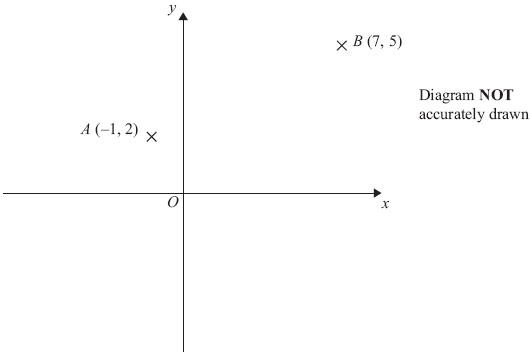 y
B (7, 5)
Diagram NOT
accurately drawn
A (–1, 2)
O
x